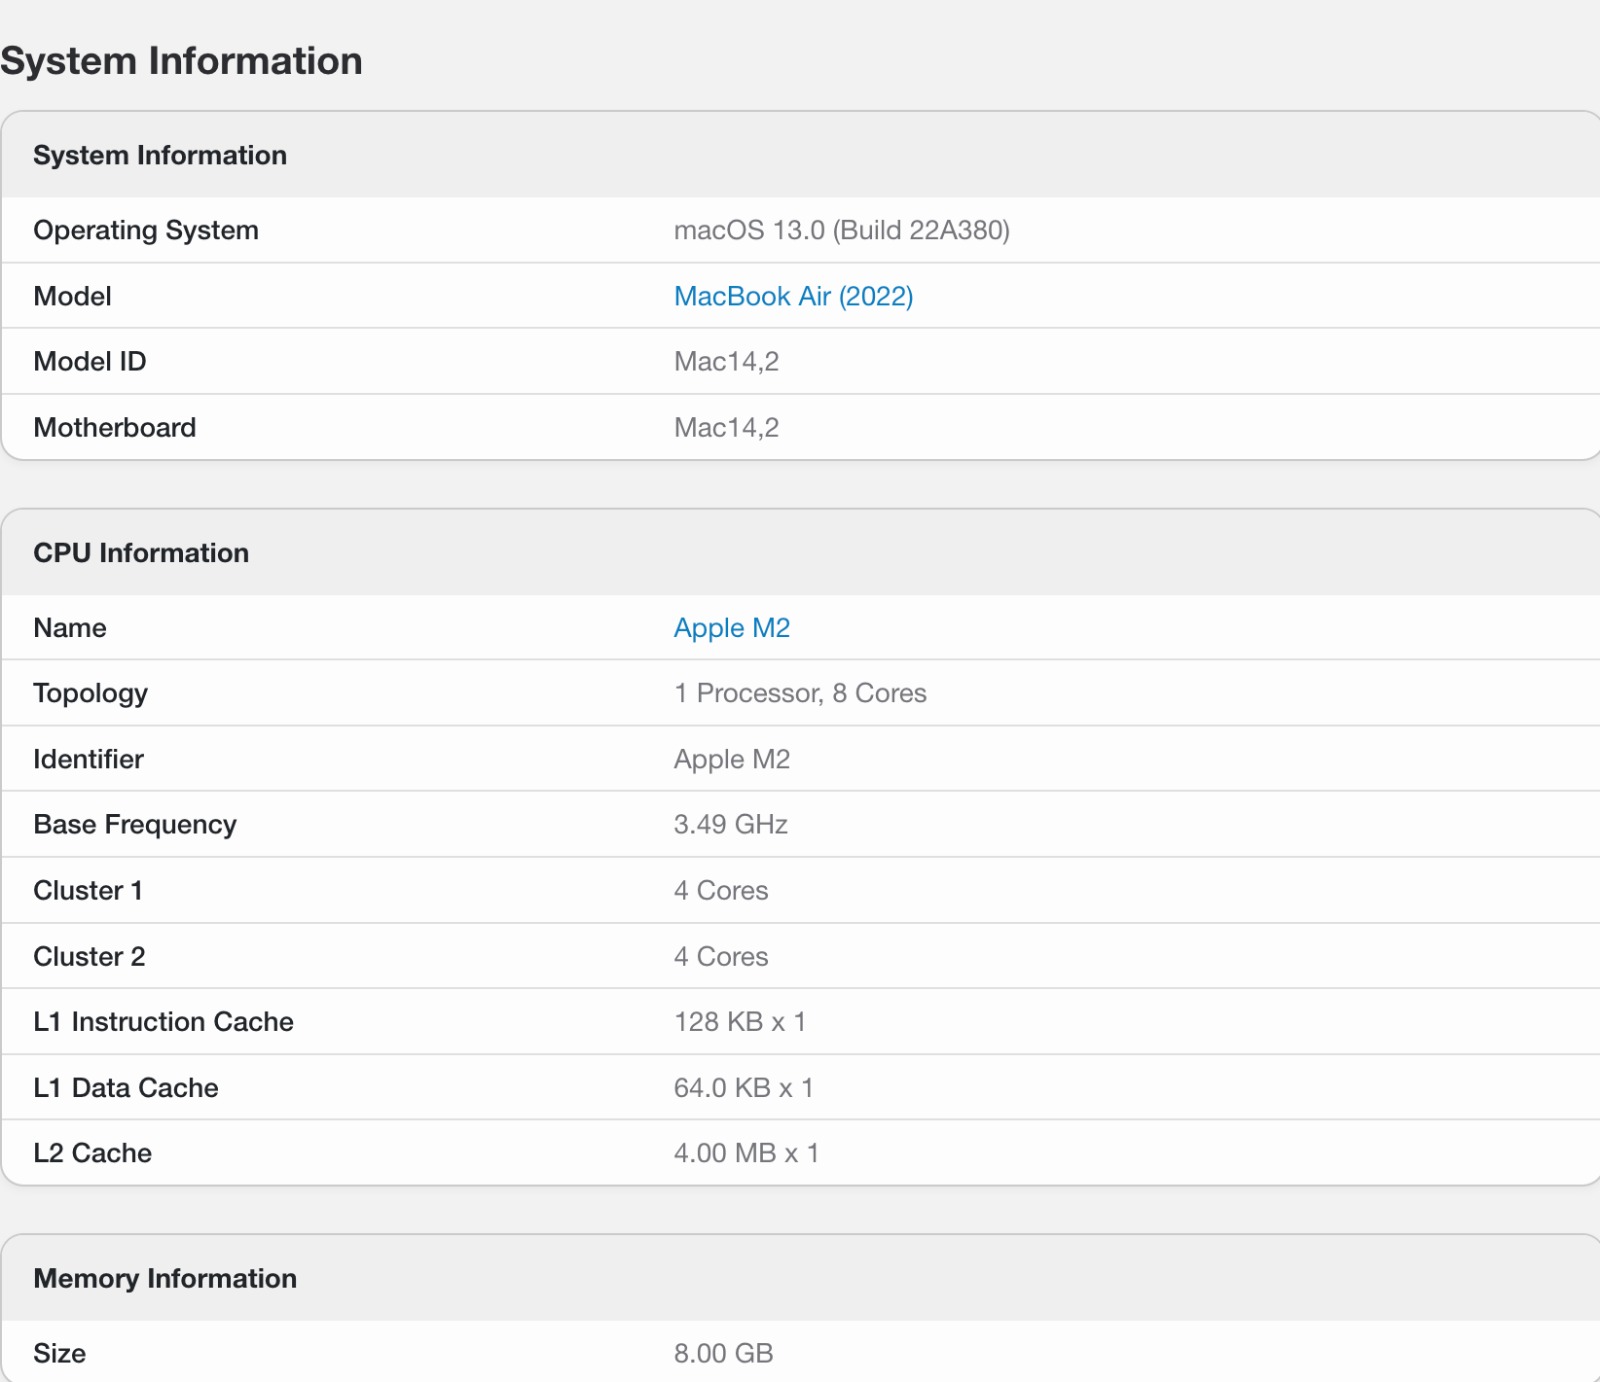 System Information
System Information
Operating System macOS 13.0 (Build 22A380)
Model MacBook Air (2022)
Model ID Mac14,2
Motherboard Mac14,2
CPU Information
Name Apple M2
Topology 1 Processor, 8 Cores
Identifier Apple M2
Base Frequency 3.49 GHz
Cluster 1 4 Cores
Cluster 2 4 Cores
L1 Instruction Cache 128 KB x 1
L1 Data Cache 64.0 KB x 1
L2 Cache 4.00 MB x 1
Memory Information
Size 8.00 GB